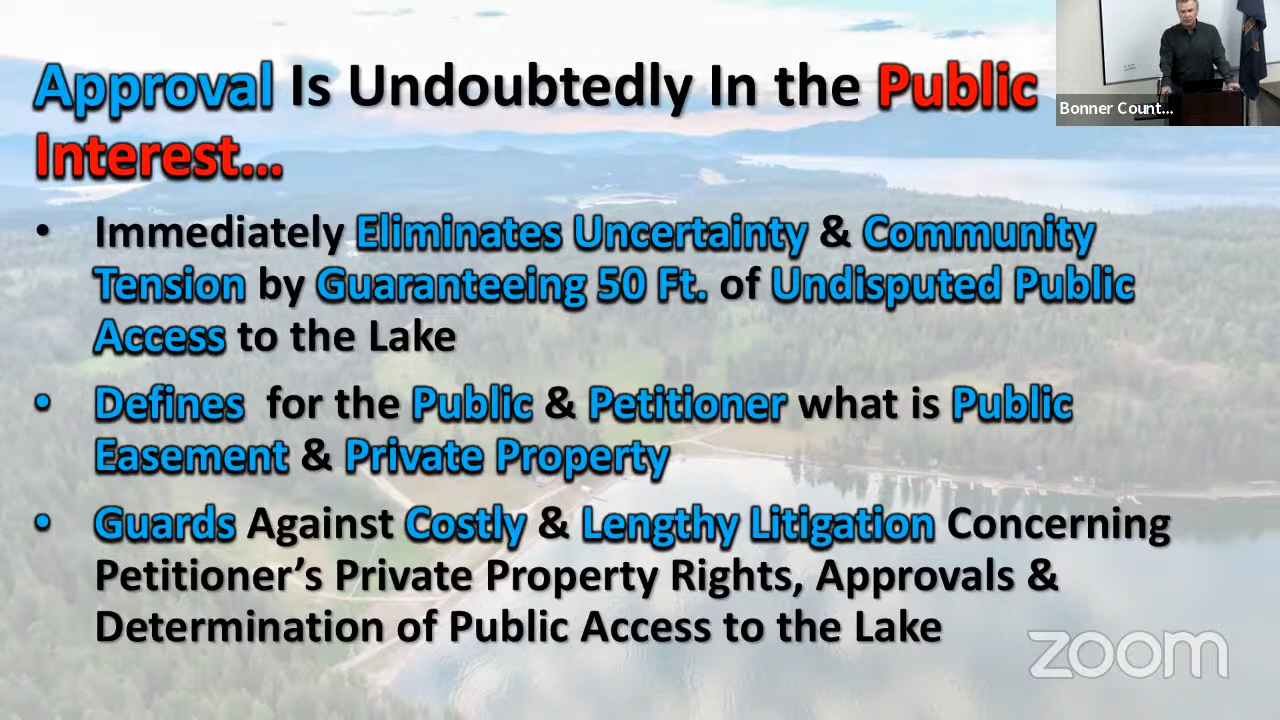 Approval Is Undoubtedly In the Public
Interest...
Bonner Count...
• Immediately Eliminates Uncertainty & Community
Tension by Guaranteeing 50 Ft. of Undisputed Public
Access to the Lake
• Defines for the Public & Petitioner what is Public
Easement & Private Property
• Guards Against Costly & Lengthy Litigation Concerning
Petitioner’s Private Property Rights, Approvals &
Determination of Public Access to the Lake
zoom